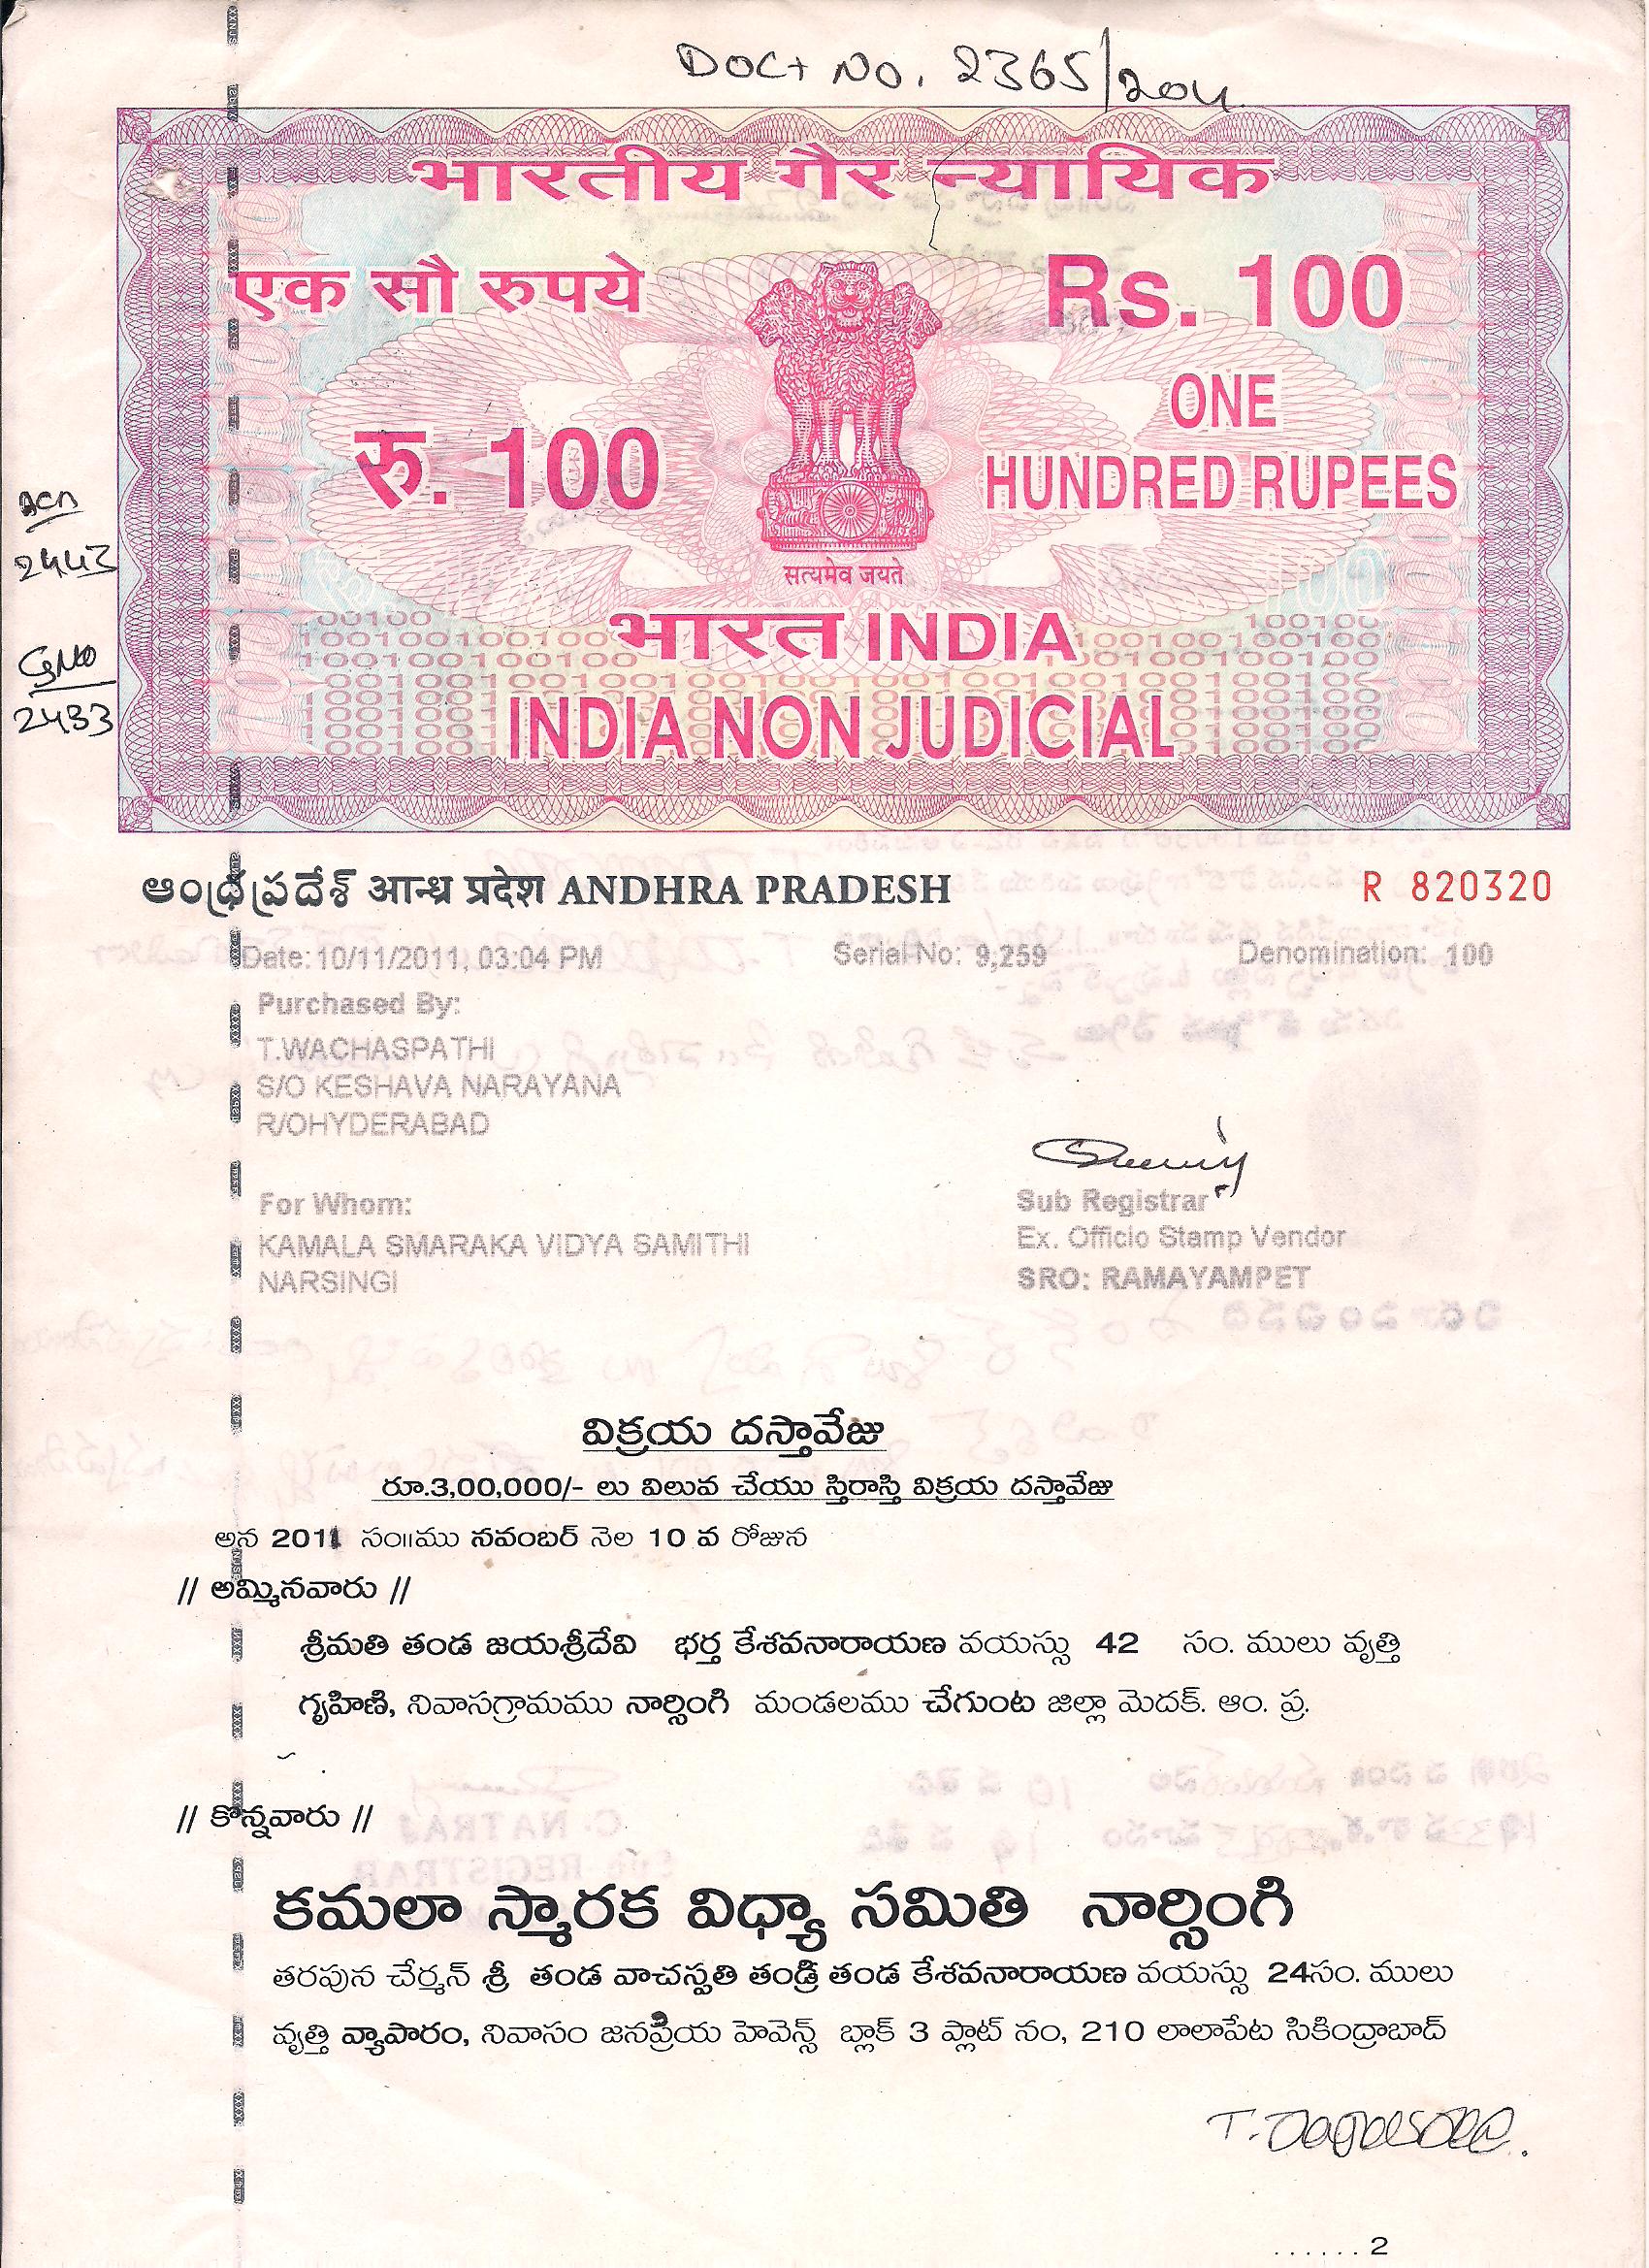 DOCT NO. 2365/2011
भारतीय गैर न्यायिक
एक सौ रुपये
Rs. 100
रु. 100
ONE
HUNDRED RUPEES
सत्यमेव जयते
भारत INDIA
INDIA NON JUDICIAL
2443
2433
ఆంధ్రప్రదేశ్ आन्ध्र प्रदेश ANDHRA PRADESH
R 820320
Date: 10/11/2011, 03:04 PM Serial No: 9,259 Denomination: 100
Purchased By:
T.WACHASPATHI
S/O KESHAVA NARAYANA
R/OHYDERABAD
For Whom:
KAMALA SMARAKA VIDYA SAMITHI
NARSINGI
Sub Registrar
Ex. Officio Stamp Vendor
SRO: RAMAYAMPET
విక్రయ దస్తావేజు
రూ.3,00,000/- లు విలువ చేయు స్తిరాస్తి విక్రయ దస్తావేజు
అన 2011 సం॥ము నవంబర్ నెల 10 వ రోజున
// అమ్మినవారు //
శ్రీమతి తండ జయశ్రీదేవి భర్త కేశవనారాయణ వయస్సు 42 సం. ములు వృత్తి
గృహిణి, నివాసగ్రామము నార్సింగి మండలము చేగుంట జిల్లా మెదక్. ఆం. ప్ర.
// కొన్నవారు //
కమలా స్మారక విధ్యా సమితి నార్సింగి
తరపున చేర్మన్ శ్రీ తండ వాచస్పతి తండ్రి తండ కేశవనారాయణ వయస్సు 24సం. ములు
వృత్తి వ్యాపారం, నివాసం జనప్రియ హెవెన్స్ బ్లాక్ 3 ప్లాట్ నం, 210 లాలాపేట సికింద్రాబాద్
......2